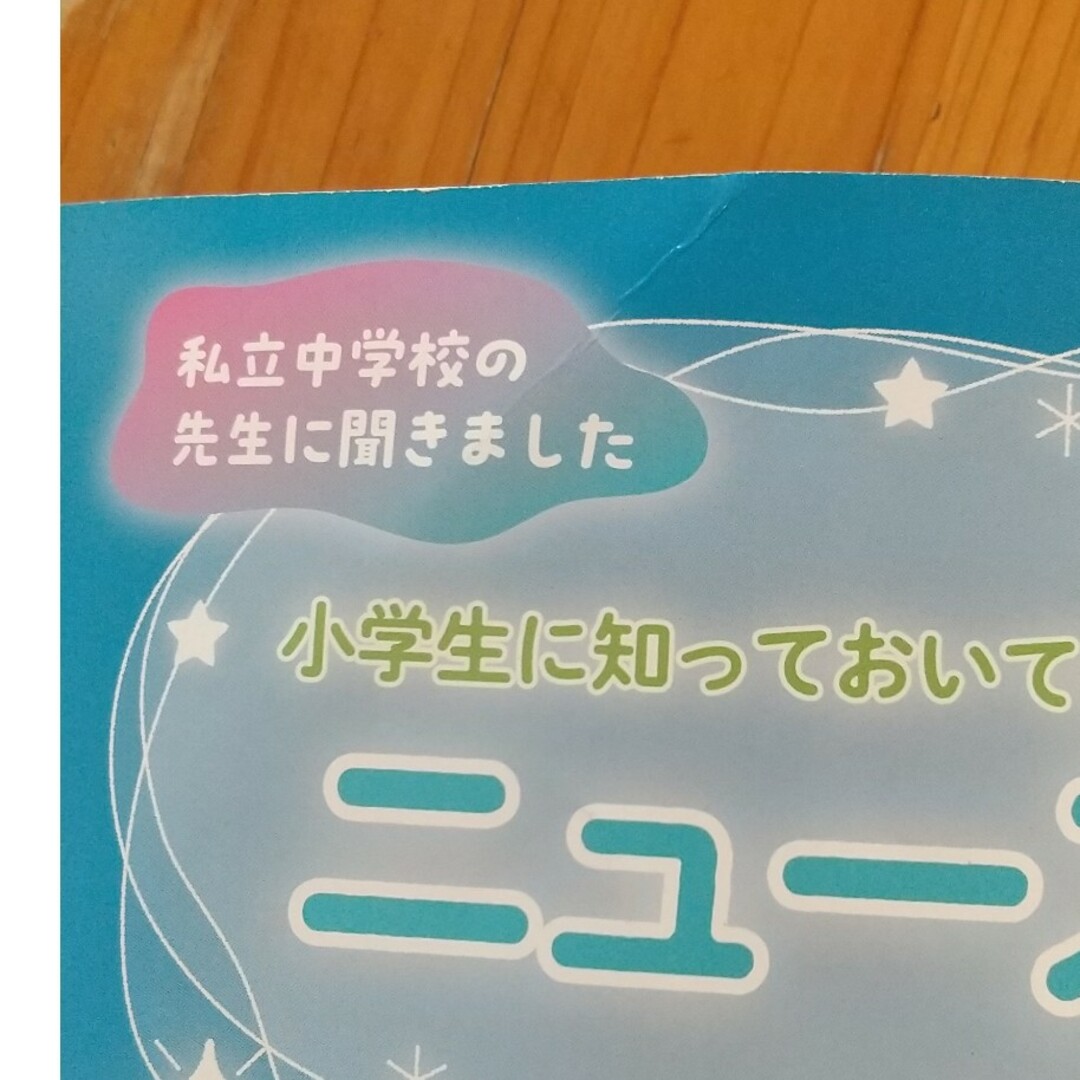 私立中学校の
先生に聞きました
小学生に知っておいて
ニュー